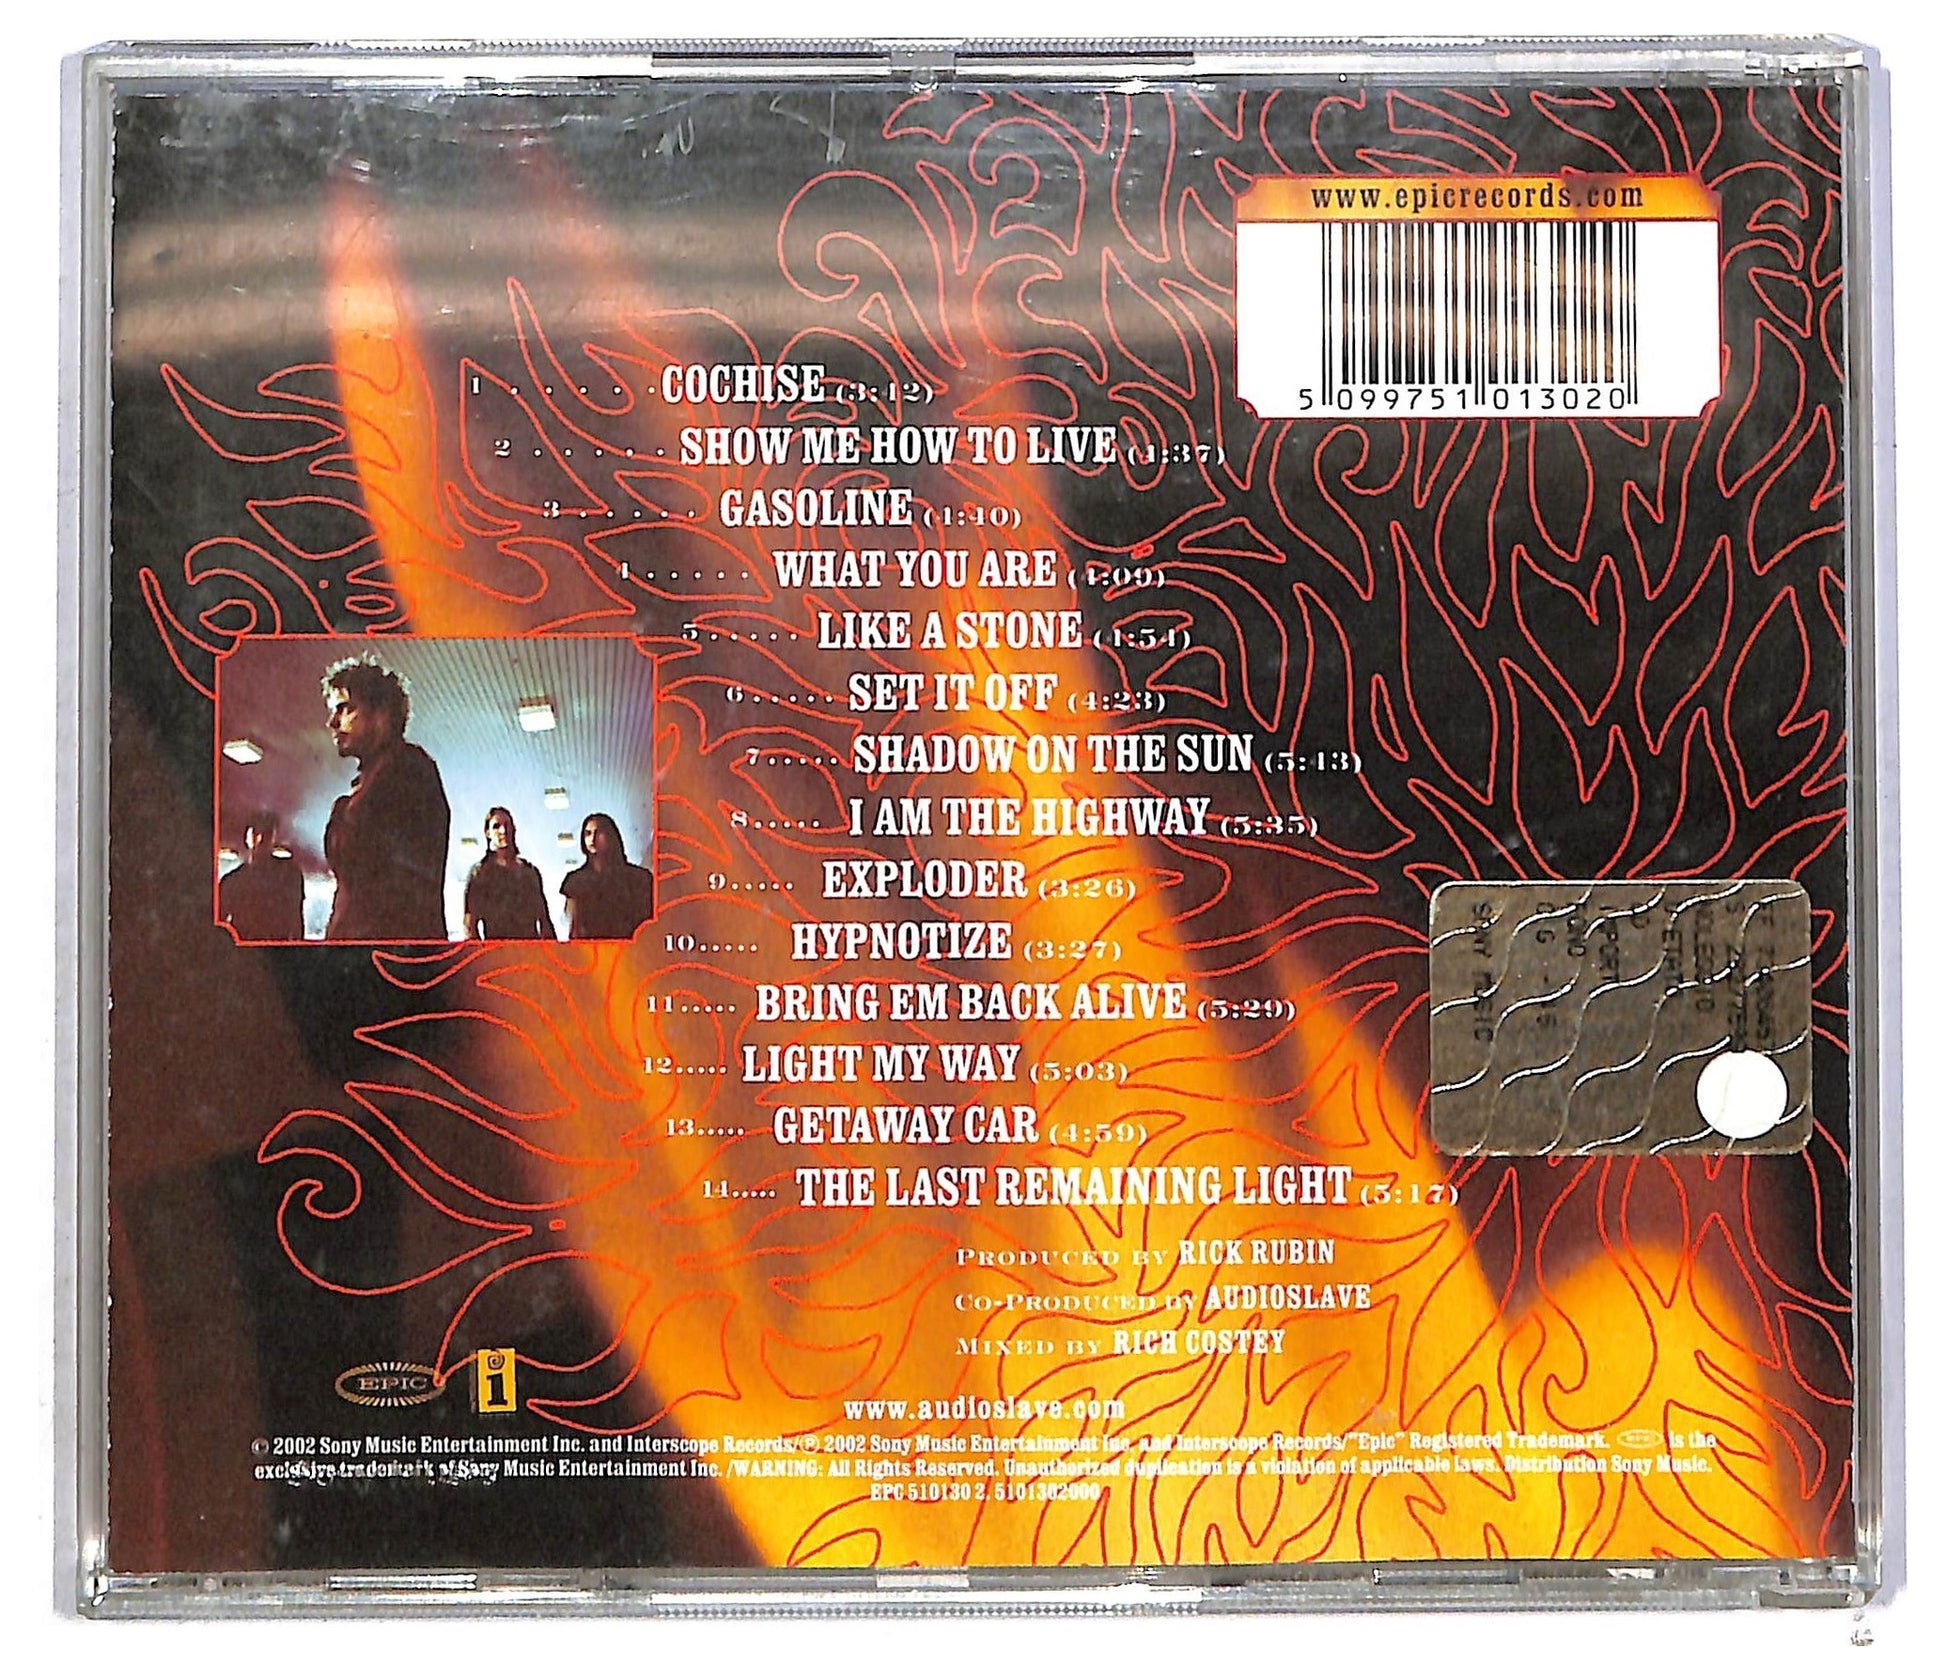 www.epicrecords.com
5 099751 013020
1 . . . . . . COCHISE (3:42)
2 . . . . . SHOW ME HOW TO LIVE (4:37)
3 . . . . . GASOLINE (4:40)
4 . . . . . WHAT YOU ARE (4:09)
5 . . . . . LIKE A STONE (4:54)
6 . . . . . SET IT OFF (4:23)
7 . . . . . SHADOW ON THE SUN (5:43)
8 . . . . . I AM THE HIGHWAY (5:35)
9 . . . . . EXPLODER (3:26)
10 . . . . . HYPNOTIZE (3:27)
11 . . . . . BRING EM BACK ALIVE (5:29)
12 . . . . . LIGHT MY WAY (5:03)
13 . . . . . GETAWAY CAR (4:59)
14 . . . . . THE LAST REMAINING LIGHT (5:17)
PRODUCED BY RICK RUBIN
CO-PRODUCED BY AUDIOSLAVE
MIXED BY RICH COSTEY
EPIC i
www.audioslave.com
© 2002 Sony Music Entertainment Inc. and Interscope Records/℗ 2002 Sony Music Entertainment Inc. and Interscope Records/"Epic" Registered Trademark. EPIC is the
exclusive trademark of Sony Music Entertainment Inc. /WARNING: All Rights Reserved. Unauthorized duplication is a violation of applicable laws. Distribution Sony Music.
EPC 510130 2. 5101302000
SONY MUSIC